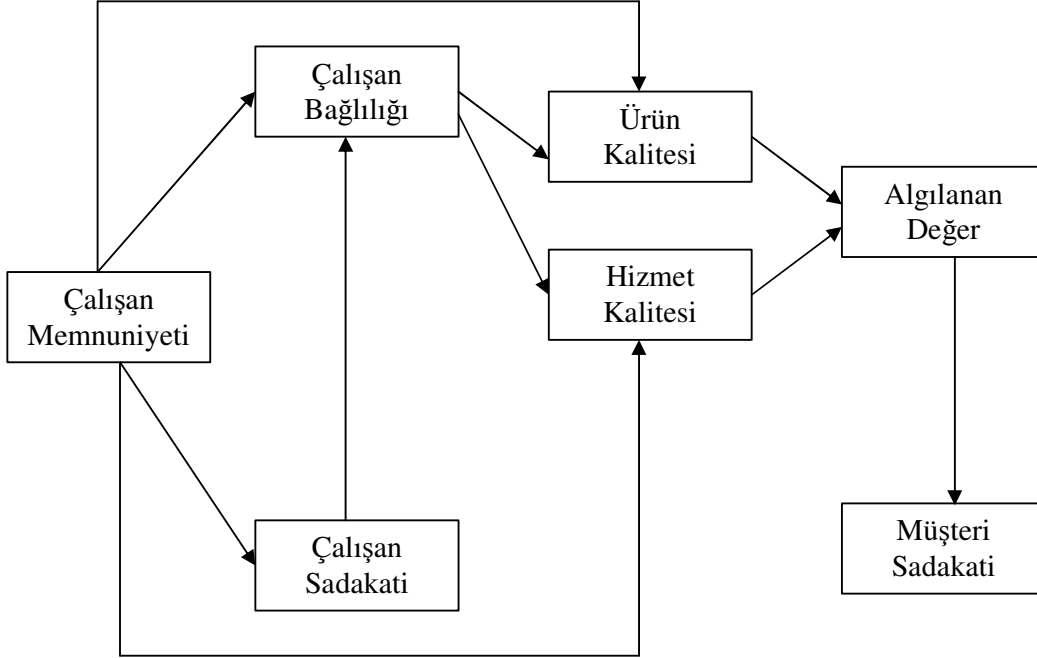 Çalışan
Bağlılığı
Ürün
Kalitesi
Algılanan
Değer
Hizmet
Kalitesi
Çalışan
Memnuniyeti
Çalışan
Sadakati
Müşteri
Sadakati